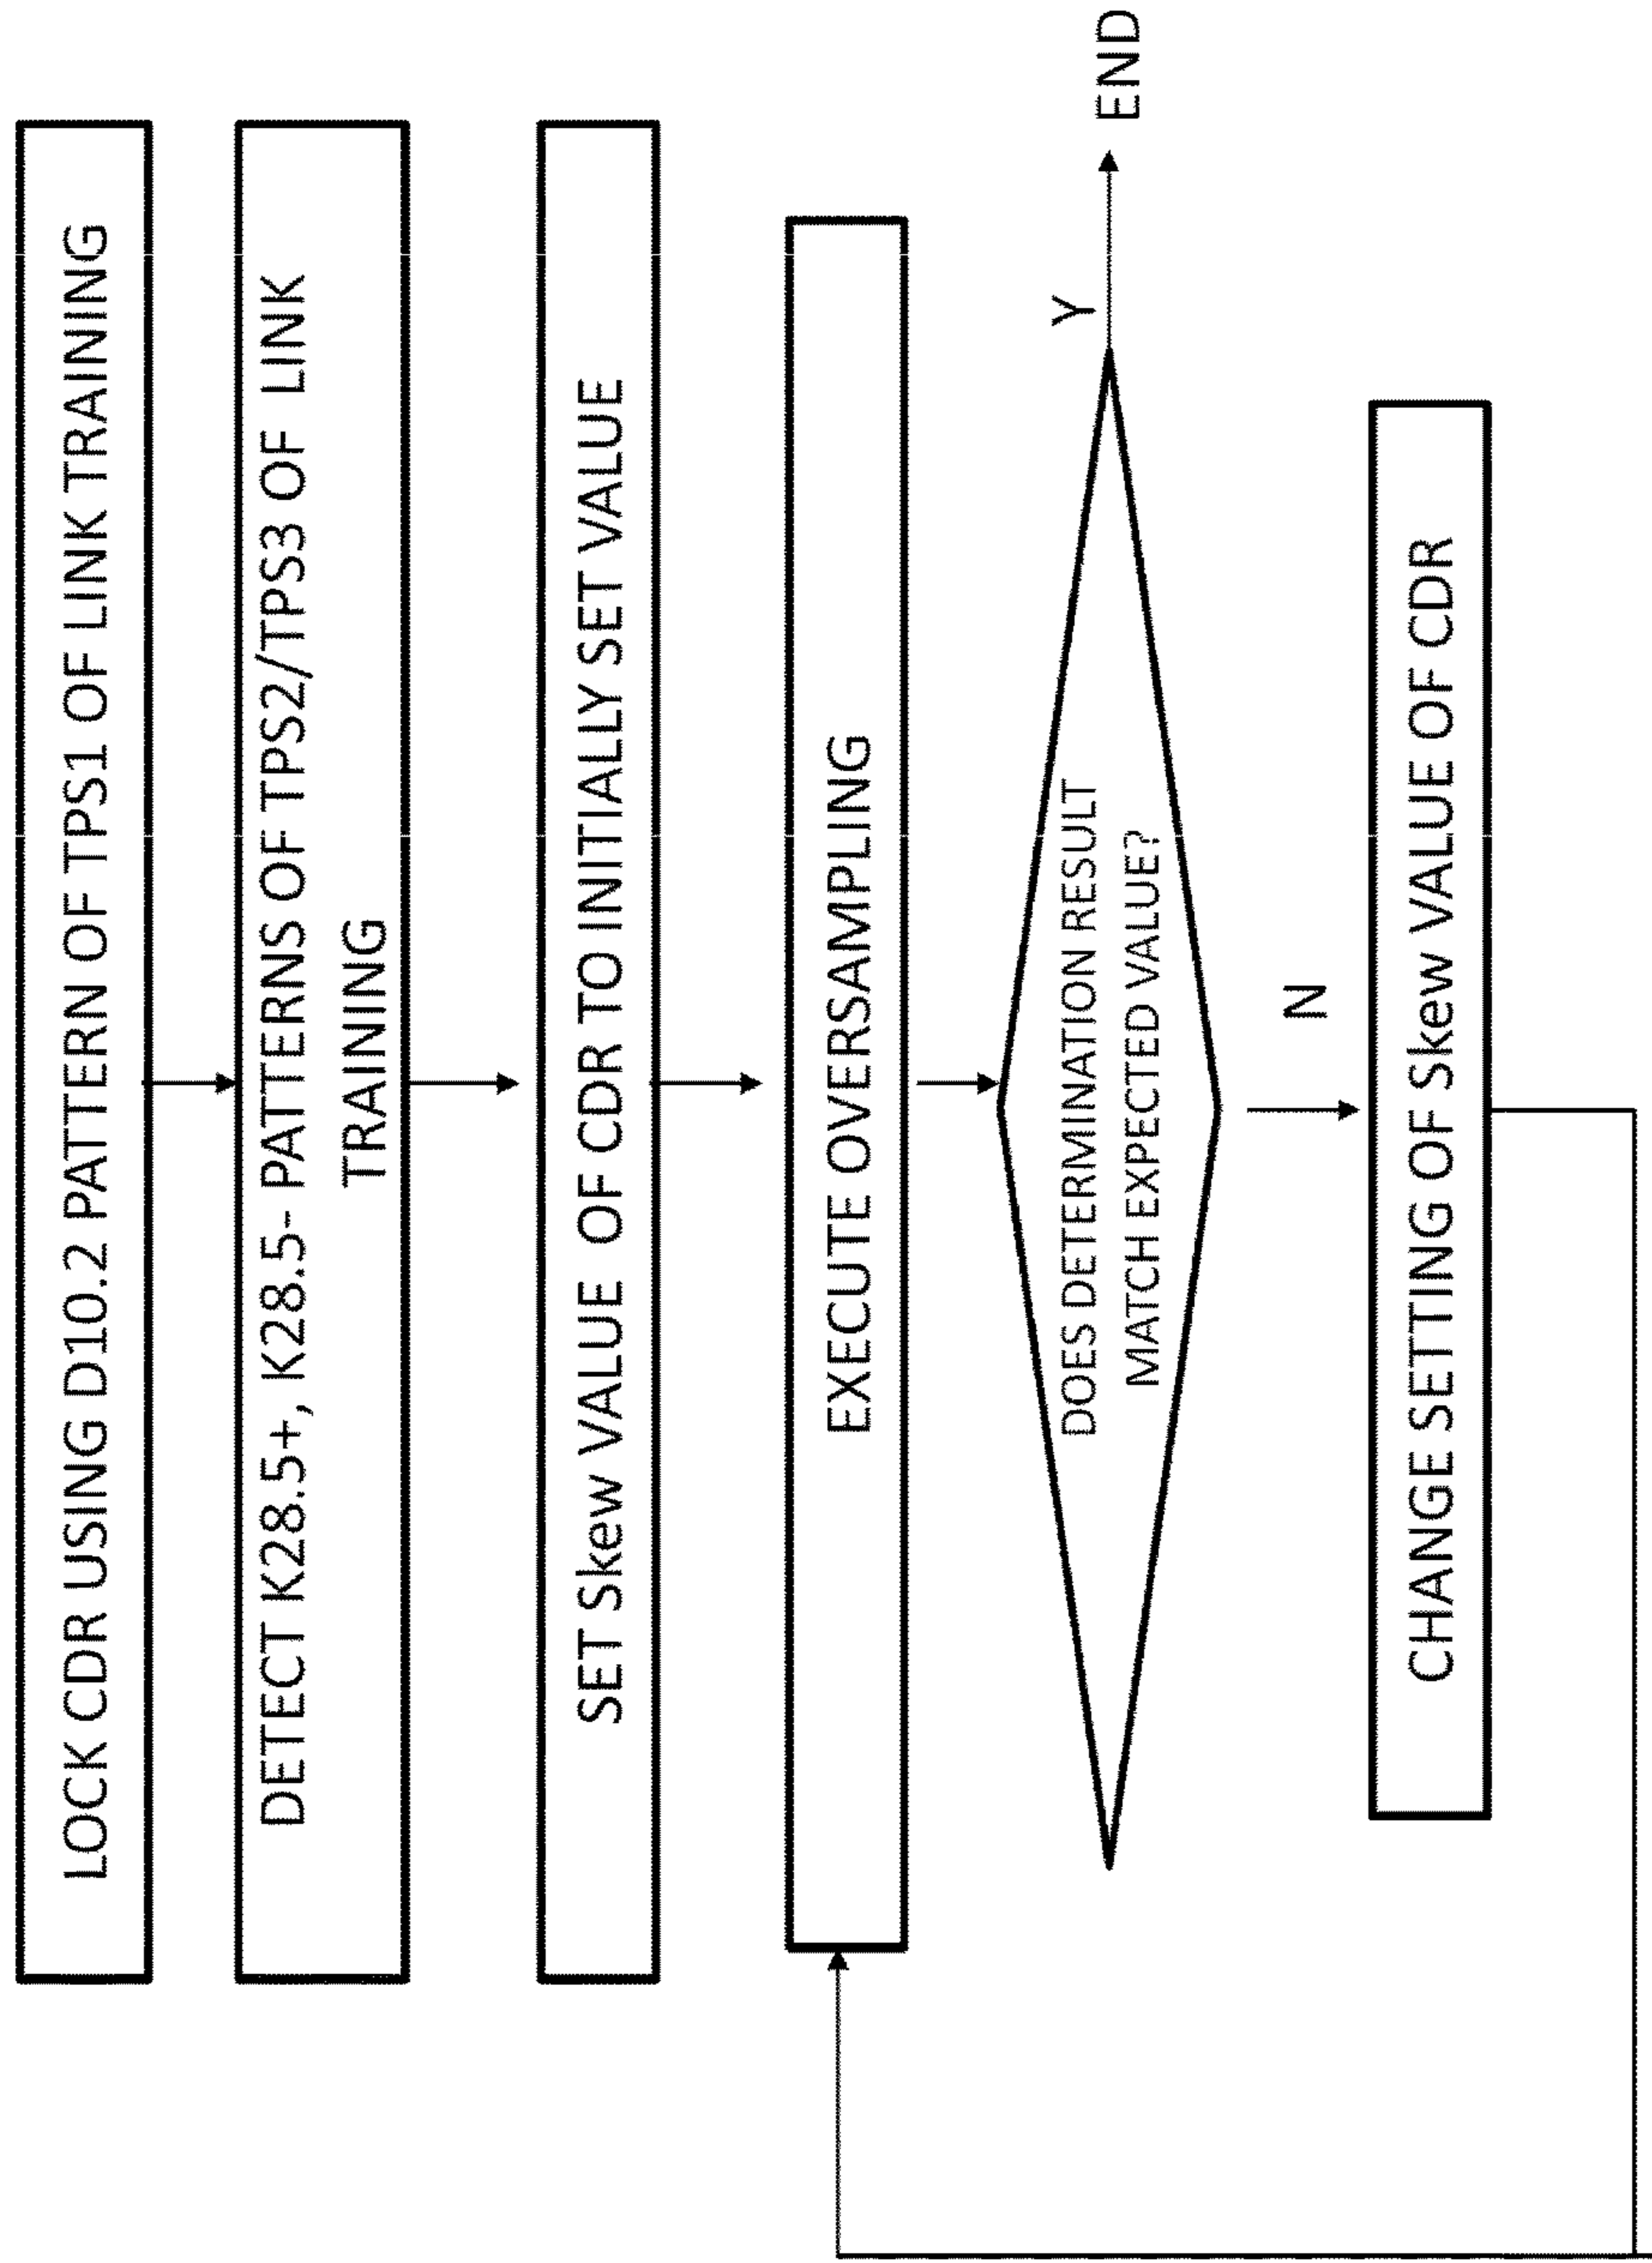 LOCK CDR USING D10.2 PATTERN OF TPS1 OF LINK TRAINING
DETECT K28.5+, K28.5- PATTERNS OF TPS2/TPS3 OF LINK
TRAINING
SET Skew VALUE OF CDR TO INITIALLY SET VALUE
EXECUTE OVERSAMPLING
DOES DETERMINATION RESULT
MATCH EXPECTED VALUE?
Y
END
N
CHANGE SETTING OF Skew VALUE OF CDR